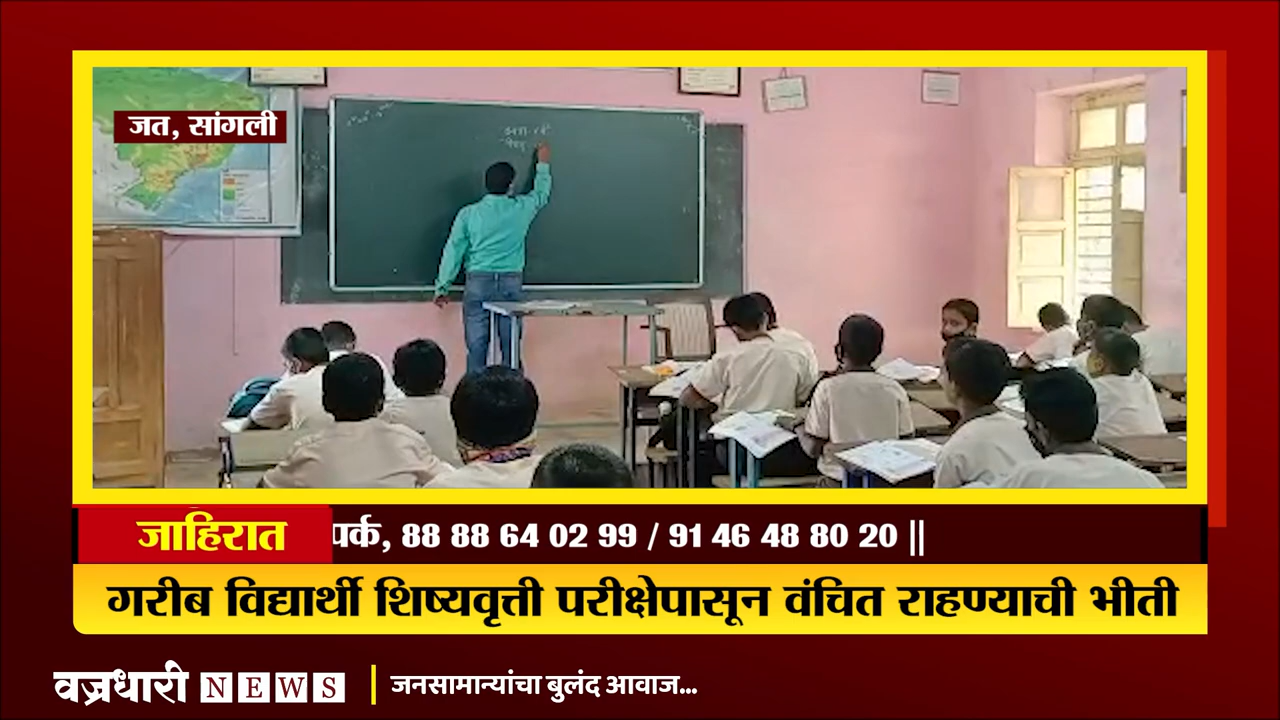 जत, सांगली
जाहिरात
पर्क, 88 88 64 02 99 / 91 46 48 80 20 ||
गरीब विद्यार्थी शिष्यवृत्ती परीक्षेपासून वंचित राहण्याची भीती
वज्रधारी NEWS
जनसामान्यांचा बुलंद आवाज...